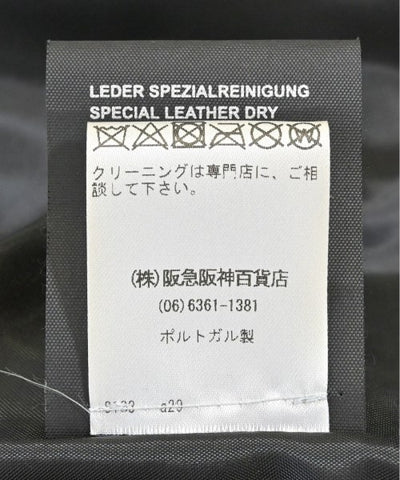 LEDER SPEZIALREINIGUNG
SPECIAL LEATHER DRY
クリーニングは専門店に、ご相
談して下さい。
(株)阪急阪神百貨店
(06)6361-1381
ポルトガル製
a29